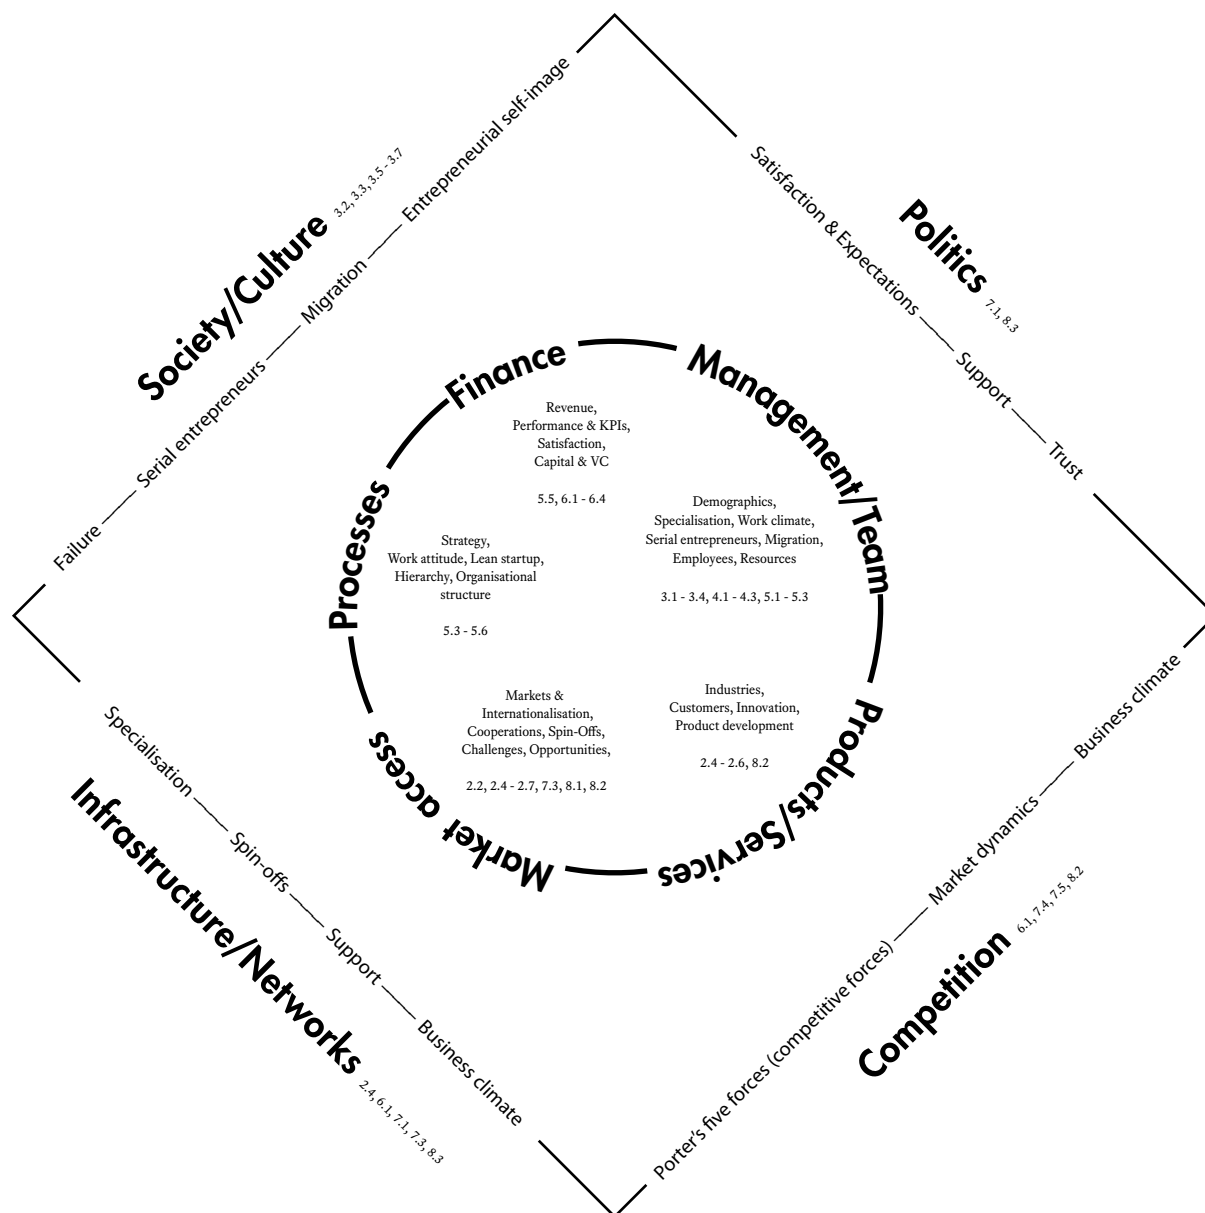 Society/Culture 3.2, 3.3, 3.5 - 3.7
Failure
Serial entrepreneurs
Migration
Entrepreneurial self-image
Politics 7.1, 8.3
Satisfaction & Expectations
Support
Trust
Finance
Revenue,
Performance & KPIs,
Satisfaction,
Capital & VC
5.5, 6.1 - 6.4
Management/Team
Demographics,
Specialisation, Work climate,
Serial entrepreneurs, Migration,
Employees, Resources
3.1 - 3.4, 4.1 - 4.3, 5.1 - 5.3
Processes
Strategy,
Work attitude, Lean startup,
Hierarchy, Organisational
structure
5.3 - 5.6
Market access
Markets &
Internationalisation,
Cooperations, Spin-Offs,
Challenges, Opportunities,
2.2, 2.4 - 2.7, 7.3, 8.1, 8.2
Products/Services
Industries,
Customers, Innovation,
Product development
2.4 - 2.6, 8.2
Infrastructure/Networks 2.4, 6.1, 7.1, 7.3, 8.3
Specialisation
Spin-offs
Support
Business climate
Competition 6.1, 7.4, 7.5, 8.2
Porter's five forces (competitive forces)
Market dynamics
Business climate